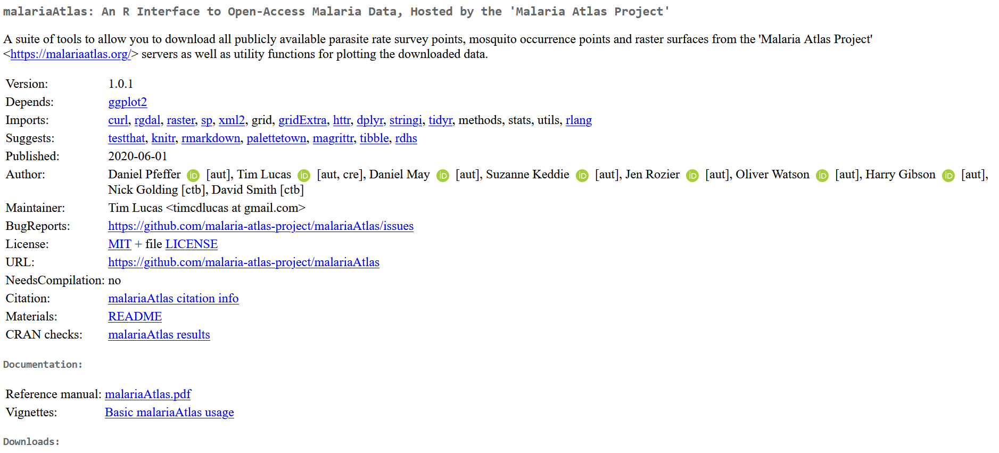 malariaAtlas: An R Interface to Open-Access Malaria Data, Hosted by the 'Malaria Atlas Project'
A suite of tools to allow you to download all publicly available parasite rate survey points, mosquito occurrence points and raster surfaces from the 'Malaria Atlas Project'
<https://malariaatlas.org/> servers as well as utility functions for plotting the downloaded data.
Version: 1.0.1
Depends: ggplot2
Imports: curl, rgdal, raster, sp, xml2, grid, gridExtra, httr, dplyr, stringi, tidyr, methods, stats, utils, rlang
Suggests: testthat, knitr, rmarkdown, palettetown, magrittr, tibble, rdhs
Published: 2020-06-01
Author: Daniel Pfeffer iD [aut], Tim Lucas iD [aut, cre], Daniel May iD [aut], Suzanne Keddie iD [aut], Jen Rozier iD [aut], Oliver Watson iD [aut], Harry Gibson iD [aut],
Nick Golding [ctb], David Smith [ctb]
Maintainer: Tim Lucas <timcdlucas at gmail.com>
BugReports: https://github.com/malaria-atlas-project/malariaAtlas/issues
License: MIT + file LICENSE
URL: https://github.com/malaria-atlas-project/malariaAtlas
NeedsCompilation: no
Citation: malariaAtlas citation info
Materials: README
CRAN checks: malariaAtlas results
Documentation:
Reference manual: malariaAtlas.pdf
Vignettes: Basic malariaAtlas usage
Downloads: